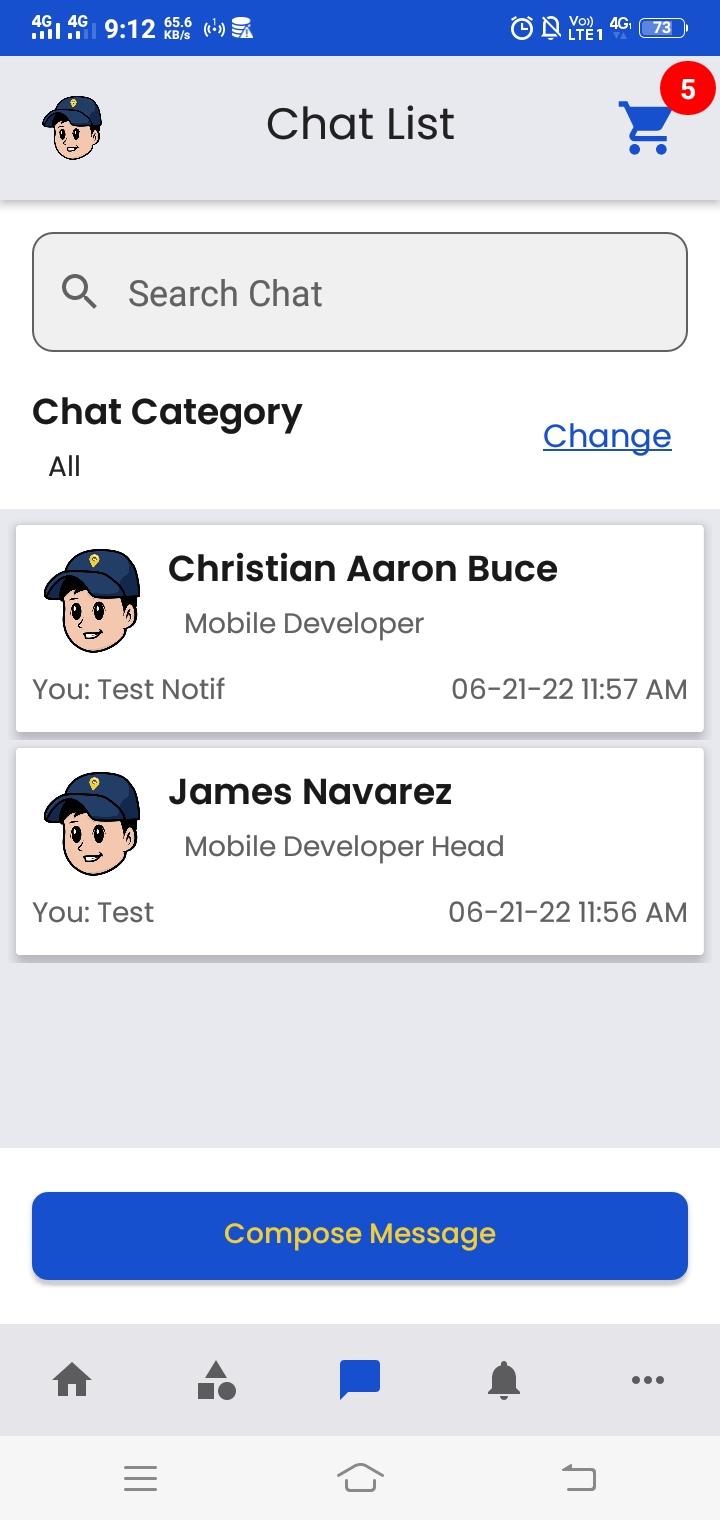 4G 4G 9:12 65.6 KB/s 1 Vo)) LTE1 4G 73
5
Chat List
Search Chat
Chat Category
All
Change
Christian Aaron Buce
Mobile Developer
You: Test Notif 06-21-22 11:57 AM
James Navarez
Mobile Developer Head
You: Test 06-21-22 11:56 AM
Compose Message